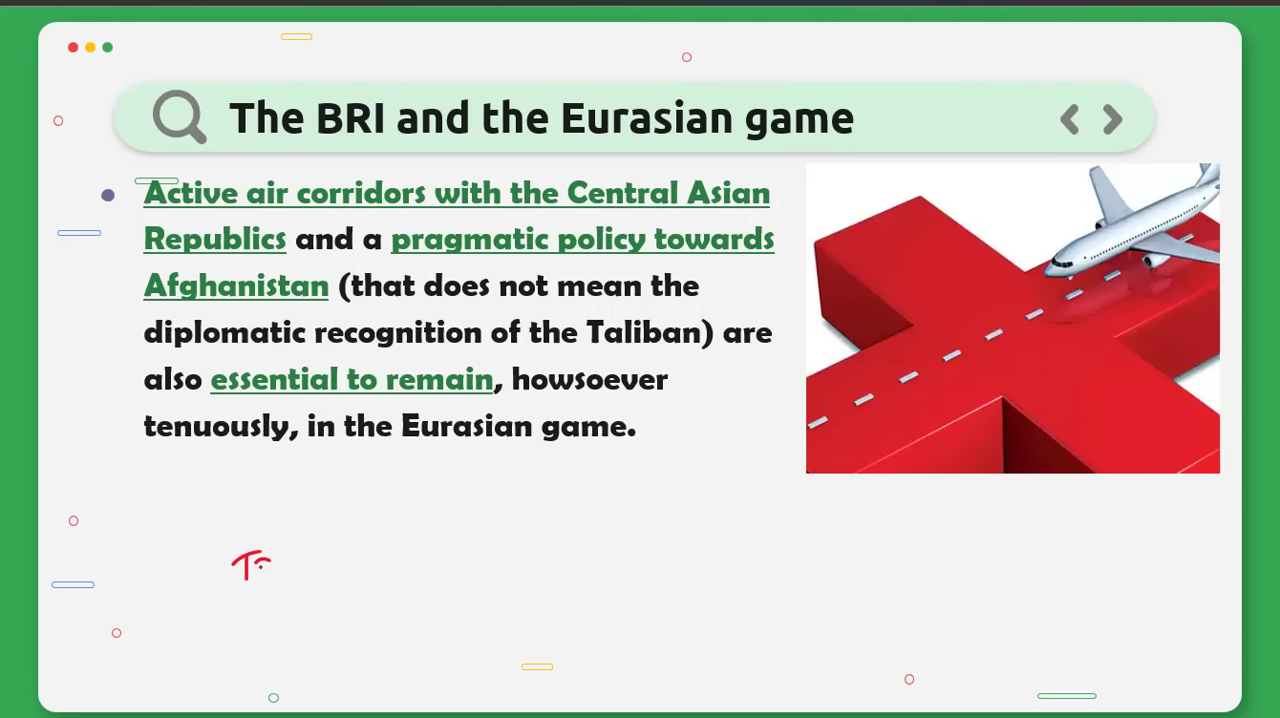 The BRI and the Eurasian game
Active air corridors with the Central Asian
Republics and a pragmatic policy towards
Afghanistan (that does not mean the
diplomatic recognition of the Taliban) are
also essential to remain, howsoever
tenuously, in the Eurasian game.